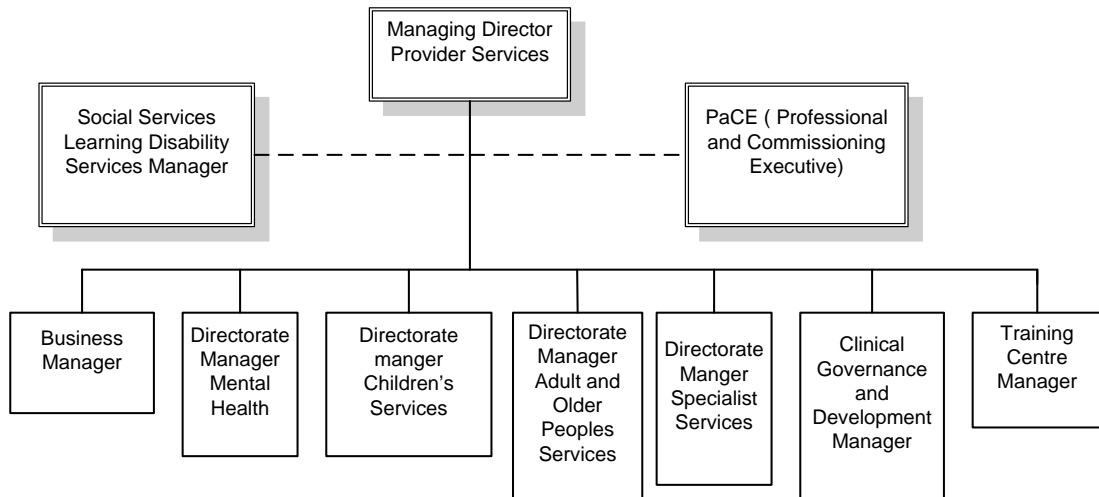 Managing Director
Provider Services
Social Services
Learning Disability
Services Manager
PaCE ( Professional
and Commissioning
Executive)
Business
Manager
Directorate
Manager
Mental
Health
Directorate
manger
Children's
Services
Directorate
Manager
Adult and
Older
Peoples
Services
Directorate
Manger
Specialist
Services
Clinical
Governance
and
Development
Manager
Training
Centre
Manager